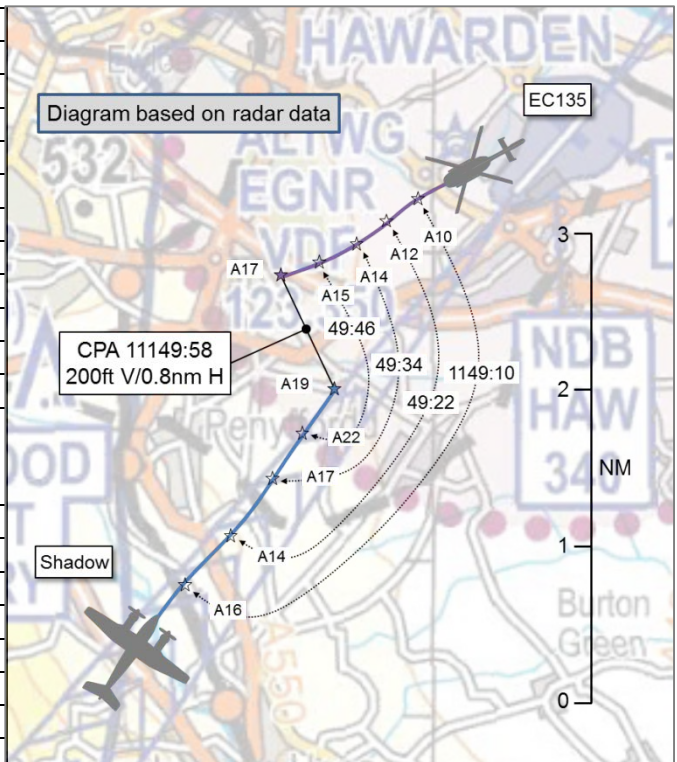 HAWARDEN
EC135
Diagram based on radar data
532
EGNR
VDF
A10
A12
A14
A15
A17
3
49:46
CPA 11149:58
200ft V/0.8nm H
49:34
1149:10
NDB
HAW
340
A19
49:22
2
A22
NM
OOD
A17
A14
1
Shadow
A16
Burton
Green
A550
0